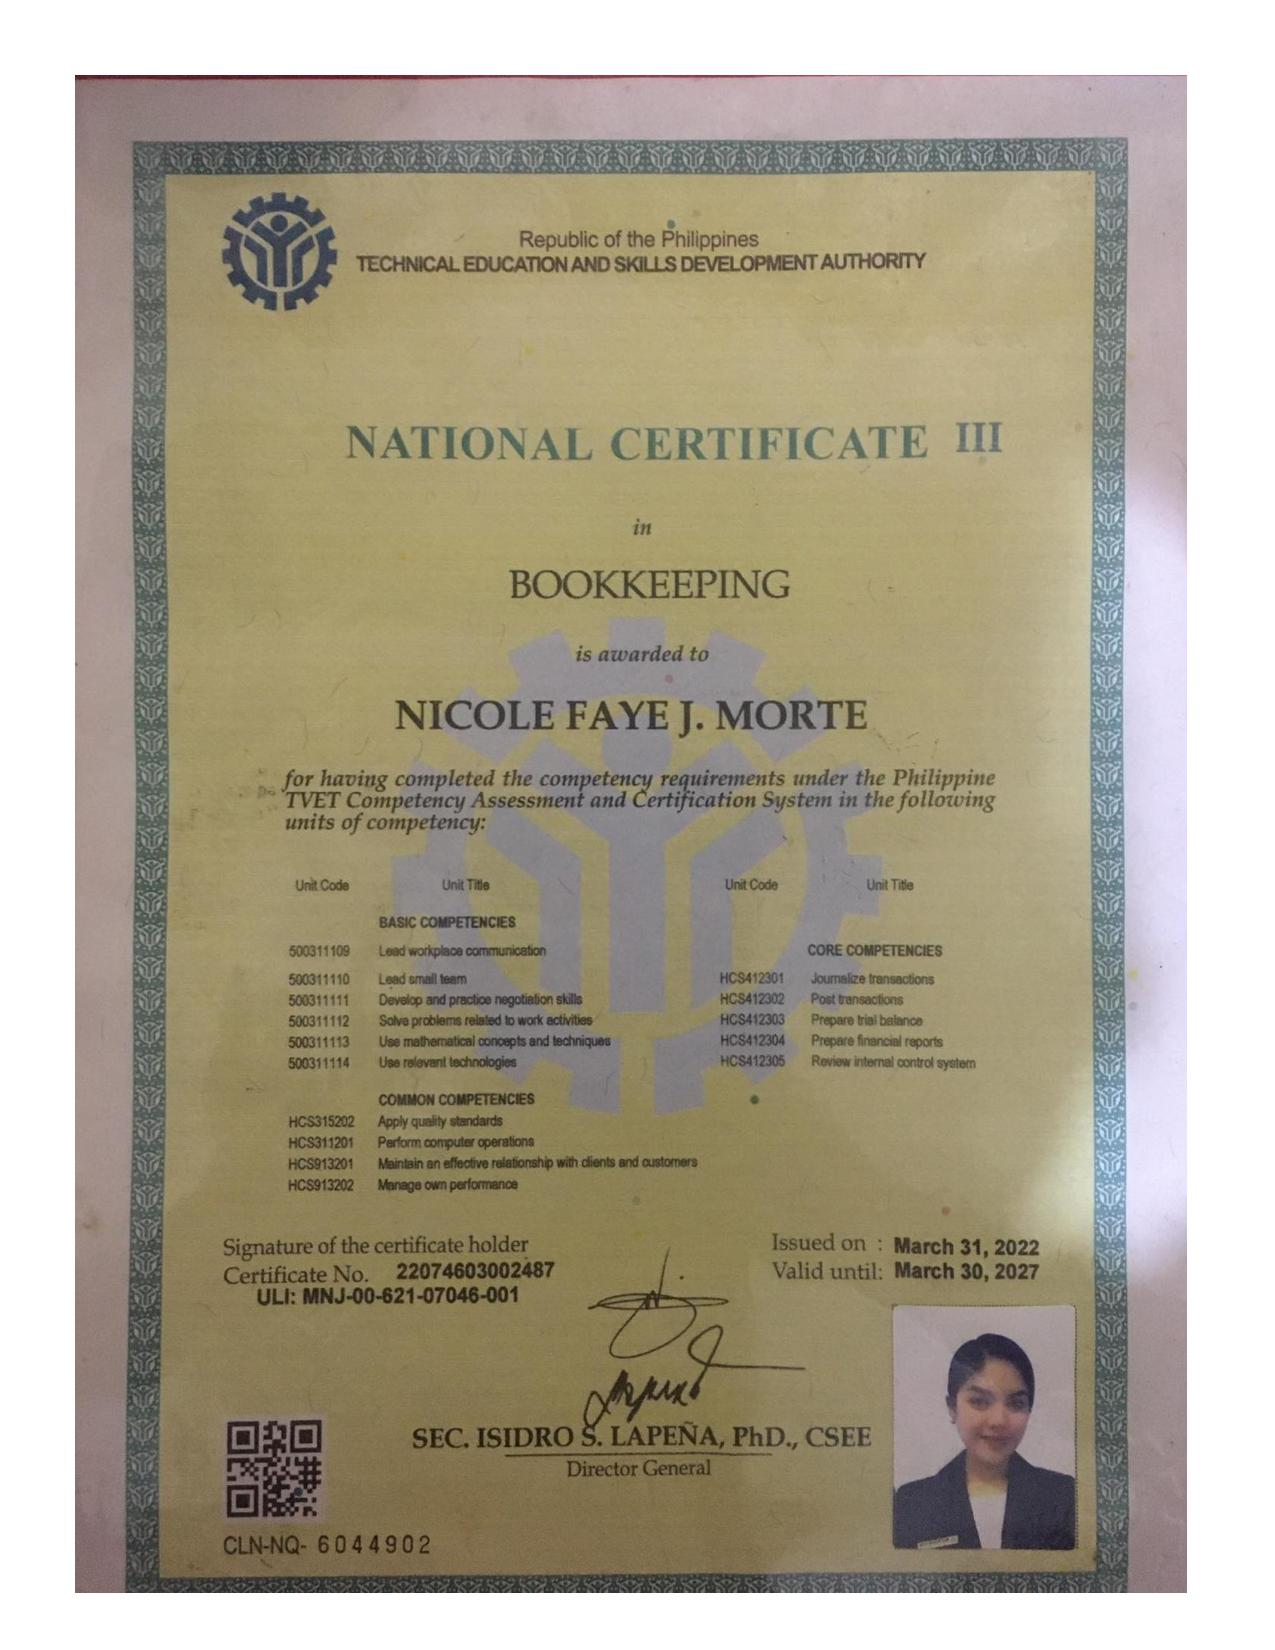 Republic of the Philippines
TECHNICAL EDUCATION AND SKILLS DEVELOPMENT AUTHORITY
NATIONAL CERTIFICATE III
in
BOOKKEEPING
is awarded to
NICOLE FAYE J. MORTE
for having completed the competency requirements under the Philippine
TVET Competency Assessment and Certification System in the following
units of competency:
Unit Code Unit Title
BASIC COMPETENCIES
500311109 Lead workplace communication
500311110 Lead small team
500311111 Develop and practice negotiation skills
500311112 Solve problems related to work activities
500311113 Use mathematical concepts and techniques
500311114 Use relevant technologies
COMMON COMPETENCIES
HCS315202 Apply quality standards
HCS311201 Perform computer operations
HCS913201 Maintain an effective relationship with clients and customers
HCS913202 Manage own performance
Unit Code Unit Title
CORE COMPETENCIES
HCS412301 Journalize transactions
HCS412302 Post transactions
HCS412303 Prepare trial balance
HCS412304 Prepare financial reports
HCS412305 Review internal control system
Signature of the certificate holder
Certificate No. 22074603002487
ULI: MNJ-00-621-07046-001
Issued on : March 31, 2022
Valid until: March 30, 2027
SEC. ISIDRO S. LAPEÑA, PhD., CSEE
Director General
CLN-NQ- 6044902